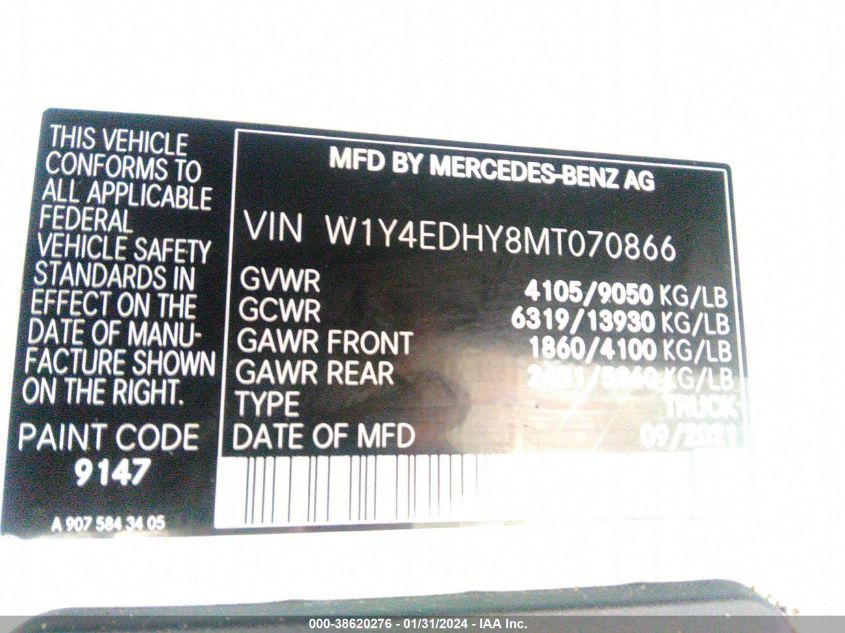 THIS VEHICLE
CONFORMS TO
ALL APPLICABLE
FEDERAL
VEHICLE SAFETY
STANDARDS IN
EFFECT ON THE
DATE OF MANU-
FACTURE SHOWN
ON THE RIGHT.
PAINT CODE
9147
A 907 584 34 05
MFD BY MERCEDES-BENZ AG
VIN W1Y4EDHY8MT070866
GVWR 4105/9050 KG/LB
GCWR 6319/13930 KG/LB
GAWR FRONT 1860/4100 KG/LB
GAWR REAR 2431/5360 KG/LB
TYPE TRUCK
DATE OF MFD 09/2021
000-38620276 - 01/31/2024 - IAA Inc.